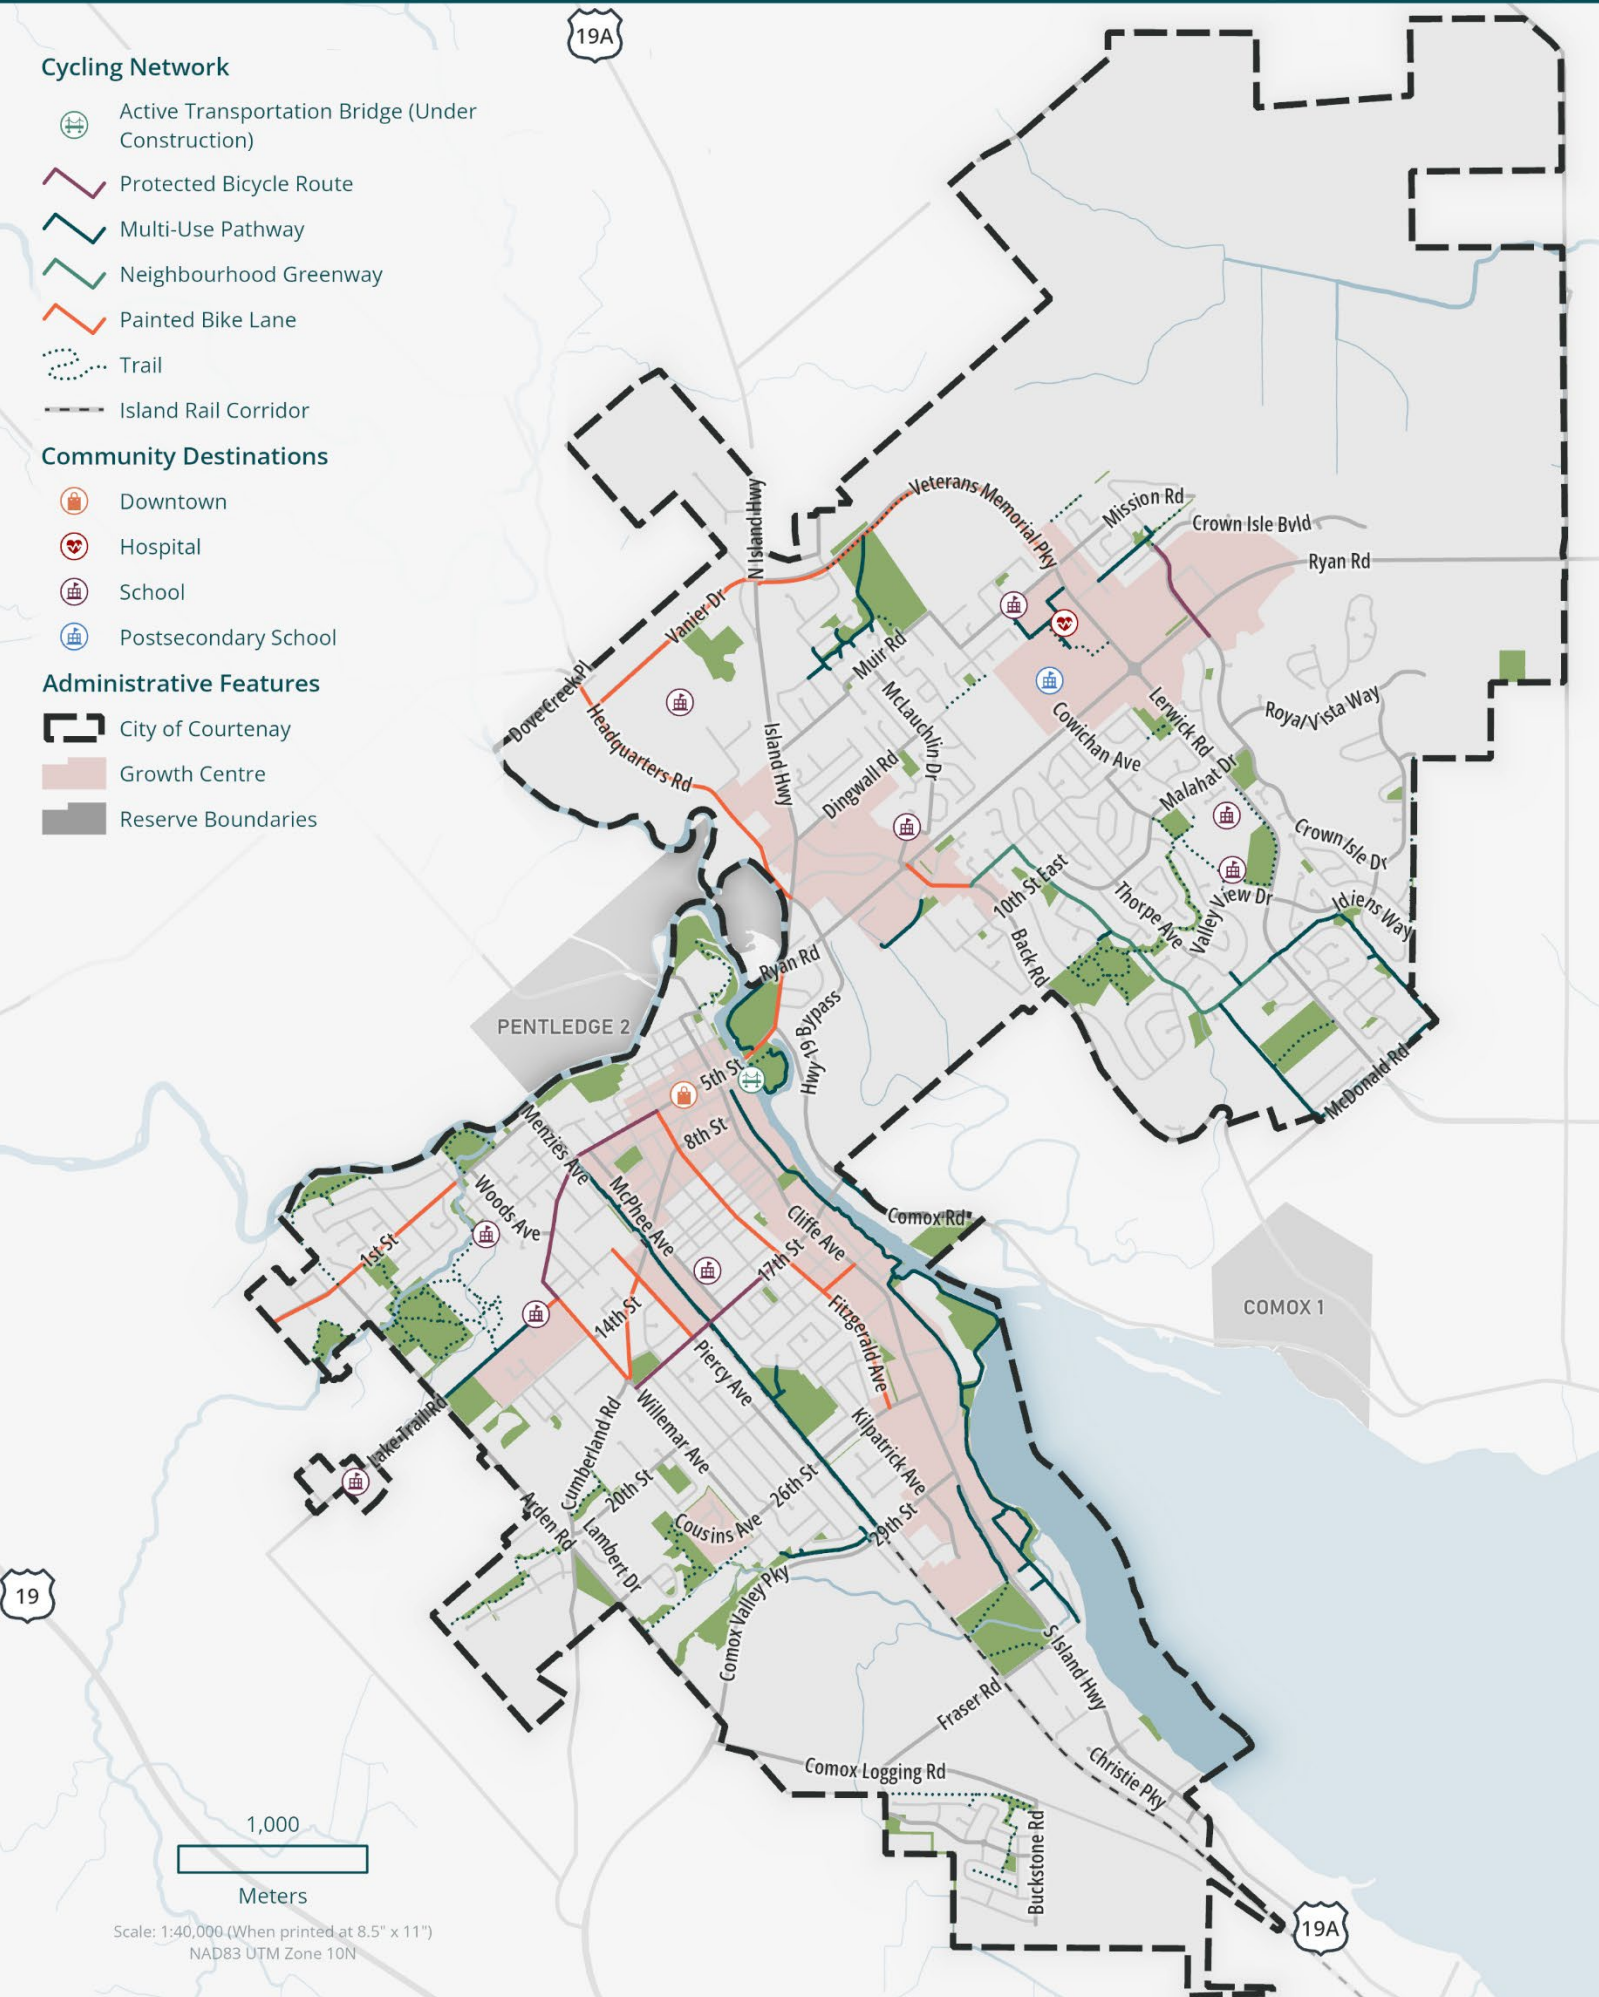 19A
Cycling Network
Active Transportation Bridge (Under
Construction)
Protected Bicycle Route
Multi-Use Pathway
Neighbourhood Greenway
Painted Bike Lane
Trail
Island Rail Corridor
Community Destinations
Downtown
Hospital
School
Postsecondary School
Administrative Features
City of Courtenay
Growth Centre
Reserve Boundaries
N Island Hwy
Veterans Memorial Pky
Mission Rd
Crown Isle Bvld
Ryan Rd
Vanier Dr
Muir Rd
Dove Creek Pl
Headquarters Rd
McLauchlin Dr
Island Hwy
Dingwall Rd
Cowichan Ave
Lerwick Rd
Royal Vista Way
Malahat Dr
Crown Isle Dr
10th St East
Thorpe Ave
Valley View Dr
Idiens Way
Back Rd
Ryan Rd
PENTLEDGE 2
Hwy 19 Bypass
McDonald Rd
5th St
8th St
Menzies Ave
McPhee Ave
Woods Ave
1st St
Cliffe Ave
17th St
Comox Rd
COMOX 1
14th St
Fitzgerald Ave
Piercy Ave
Willemar Ave
Lake Trail Rd
Cumberland Rd
Kilpatrick Ave
20th St
26th St
Cousins Ave
29th St
Arden Rd
Lambert Dr
19
Comox Valley Pky
S Island Hwy
Fraser Rd
Comox Logging Rd
Christie Pky
Buckstone Rd
19A
1,000
Meters
Scale: 1:40,000 (When printed at 8.5" x 11")
NAD83 UTM Zone 10N